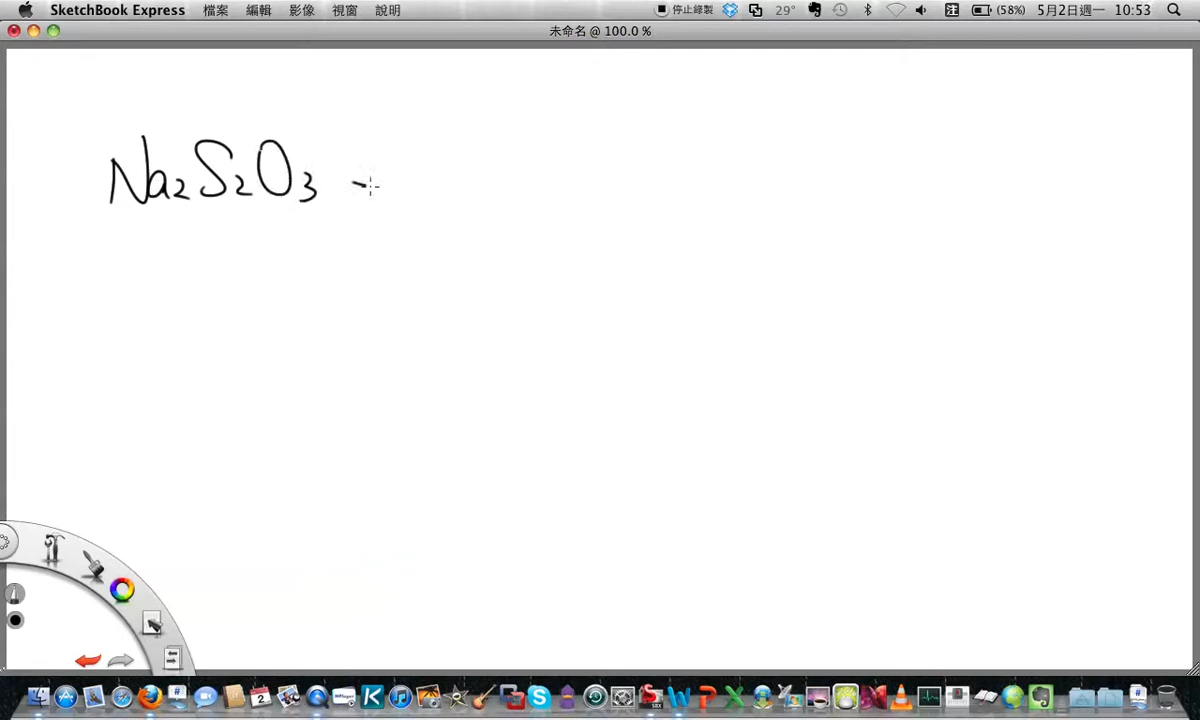 SketchBook Express 檔案 編輯 影像 視窗 說明 停止錄製 29° 注 (58%) 5月2日週一 10:53
未命名 @ 100.0 %
Na₂S₂O₃